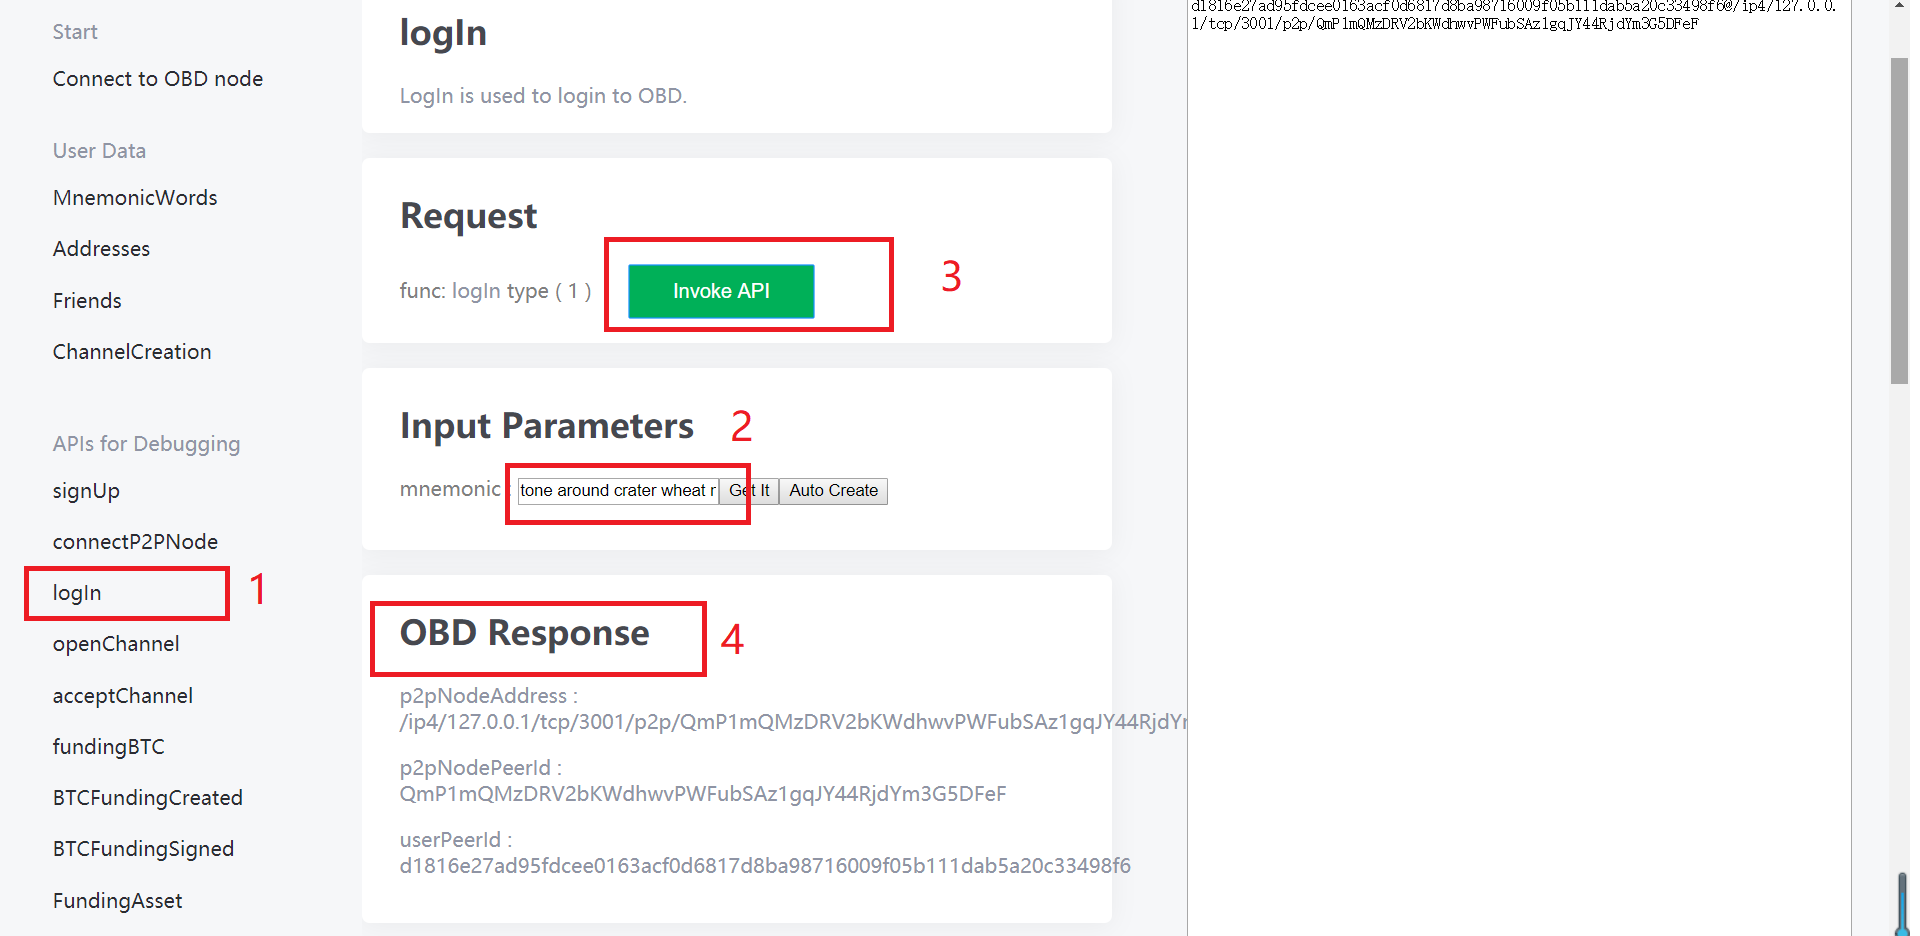 Start
Connect to OBD node
User Data
MnemonicWords
Addresses
Friends
ChannelCreation
APIs for Debugging
signUp
connectP2PNode
logIn
1
openChannel
acceptChannel
fundingBTC
BTCFundingCreated
BTCFundingSigned
FundingAsset
logIn
LogIn is used to login to OBD.
Request
func: logIn type ( 1 )
Invoke API
3
Input Parameters
2
mnemonic :
tone around crater wheat r
Get It
Auto Create
OBD Response
4
p2pNodeAddress :
/ip4/127.0.0.1/tcp/3001/p2p/QmP1mQMzDRV2bKWdhwvPWFubSAz1gqJY44RjdYr
p2pNodePeerId :
QmP1mQMzDRV2bKWdhwvPWFubSAz1gqJY44RjdYm3G5DFeF
userPeerId :
d1816e27ad95fdcee0163acf0d6817d8ba98716009f05b111dab5a20c33498f6
d1816e27ad95fdcee0163acf0d6817d8ba98716009f05b111dab5a20c33498f6@/ip4/127.0.0.
1/tcp/3001/p2p/QmP1mQMzDRV2bKWdhwvPWFubSAz1gqJY44RjdYm3G5DFeF